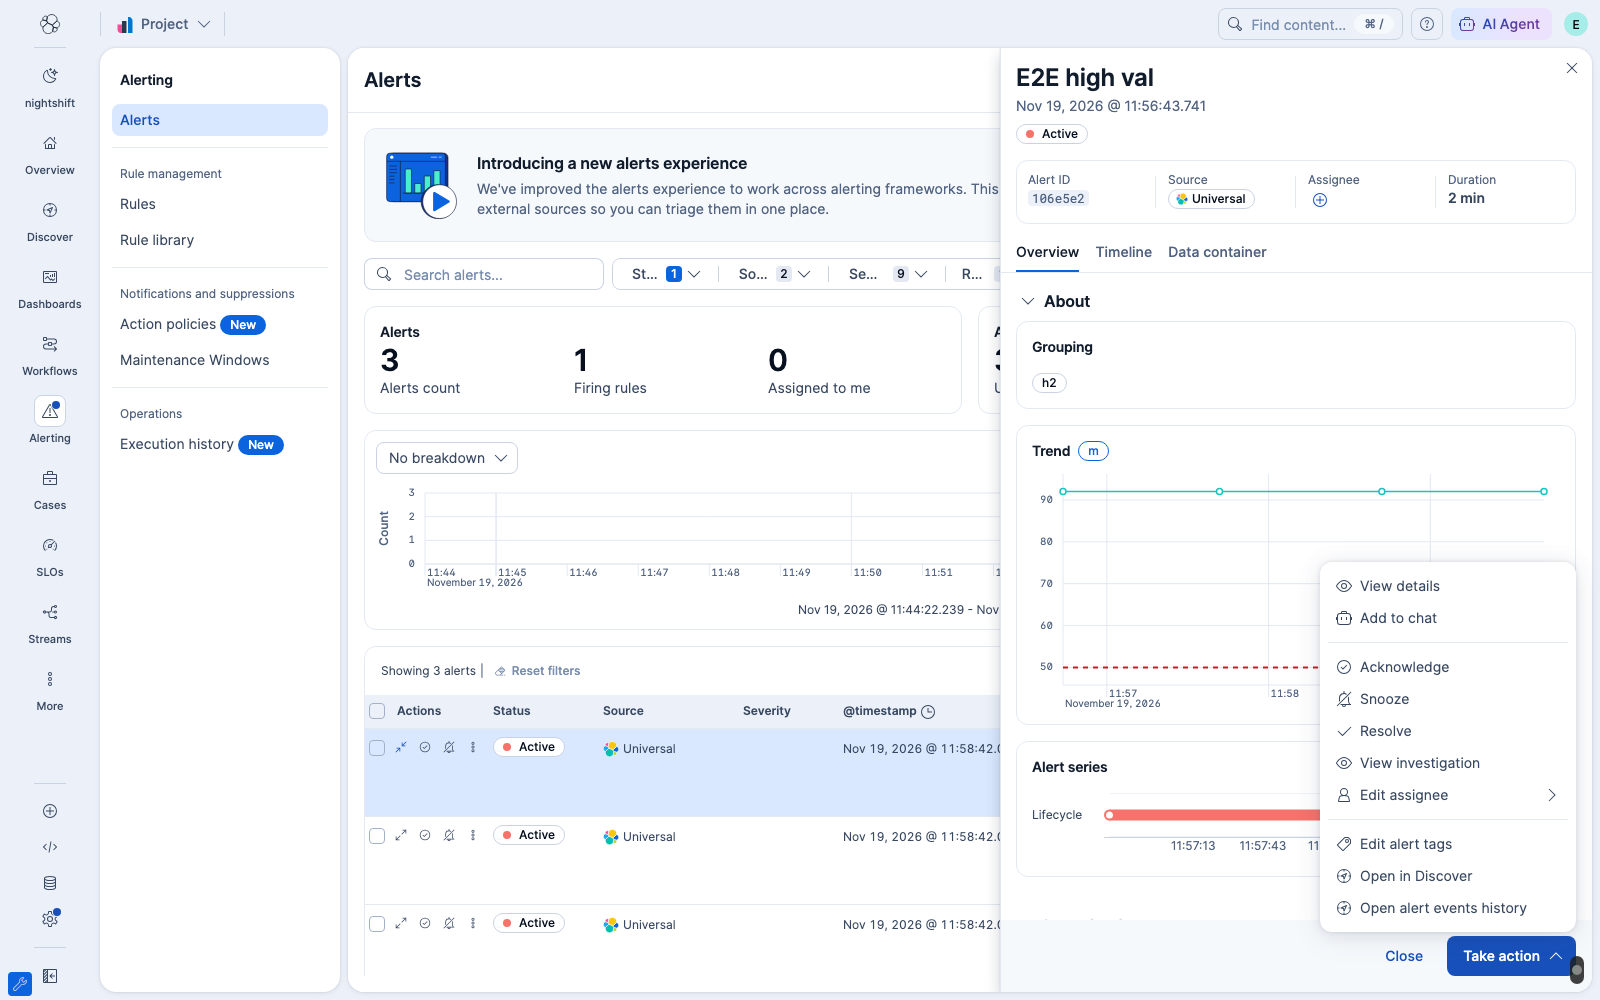 Project
Find content...
⌘ /
AI Agent
E
nightshift
Overview
Discover
Dashboards
Workflows
Alerting
Cases
SLOs
Streams
More
Alerting
Alerts
Rule management
Rules
Rule library
Notifications and suppressions
Action policies New
Maintenance Windows
Operations
Execution history New
Alerts
Introducing a new alerts experience
We've improved the alerts experience to work across alerting frameworks. This
external sources so you can triage them in one place.
Search alerts...
St... 1
So... 2
Se... 9
R...
Alerts
3
Alerts count
1
Firing rules
0
Assigned to me
No breakdown
Count
3
2
1
0
11:44
11:45
11:46
11:47
11:48
11:49
11:50
11:51
November 19, 2026
Nov 19, 2026 @ 11:44:22.239 - Nov
Showing 3 alerts
Reset filters
Actions Status Source Severity @timestamp
Active Universal Nov 19, 2026 @ 11:58:42.0
Active Universal Nov 19, 2026 @ 11:58:42.0
Active Universal Nov 19, 2026 @ 11:58:42.0
E2E high val
Nov 19, 2026 @ 11:56:43.741
Active
Alert ID
106e5e2
Source
Universal
Assignee
Duration
2 min
Overview Timeline Data container
About
Grouping
h2
Trend m
90
80
70
60
50
11:57
11:58
November 19, 2026
Alert series
Lifecycle
11:57:13
11:57:43
11
View details
Add to chat
Acknowledge
Snooze
Resolve
View investigation
Edit assignee
Edit alert tags
Open in Discover
Open alert events history
Close
Take action